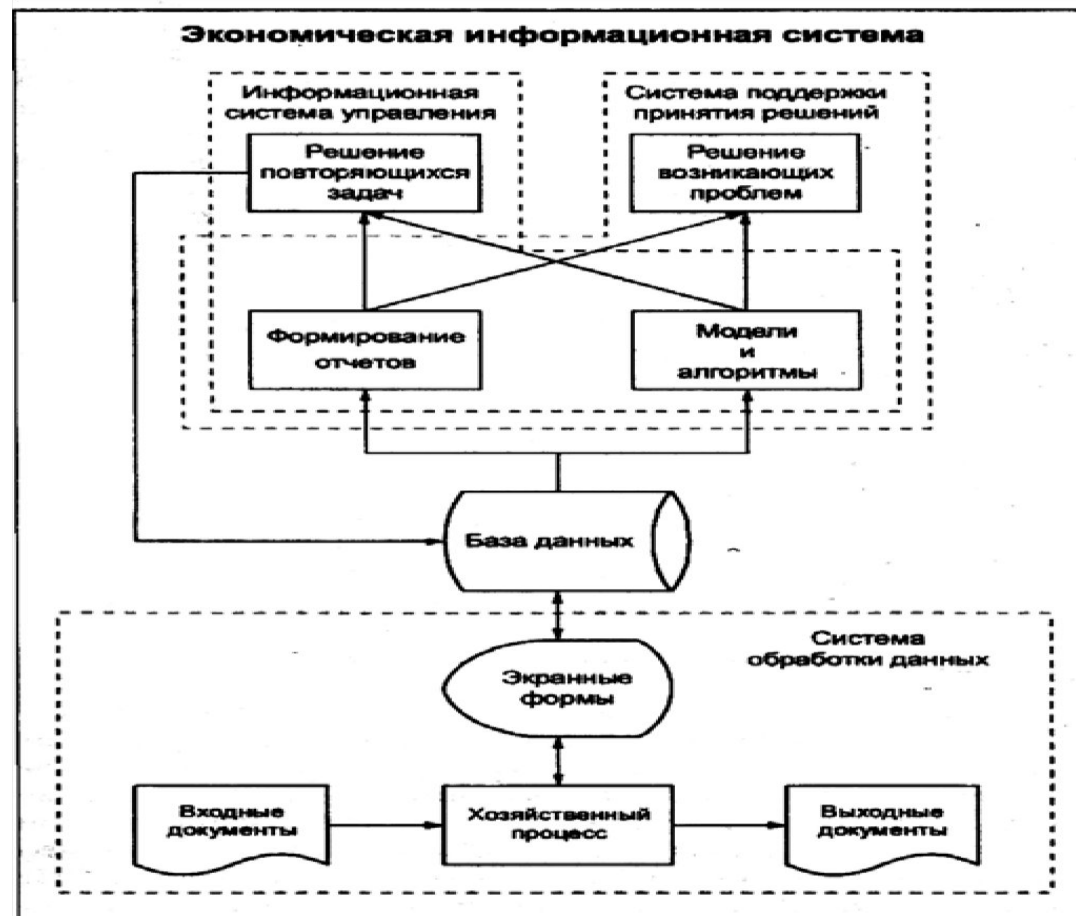 Экономическая информационная система
Информационная
система управления
Система поддержки
принятия решений
Решение
повторяющихся
задач
Решение
возникающих
проблем
Формирование
отчетов
Модели
и
алгоритмы
База данных
Система
обработки данных
Экранные
формы
Входные
документы
Хозяйственный
процесс
Выходные
документы